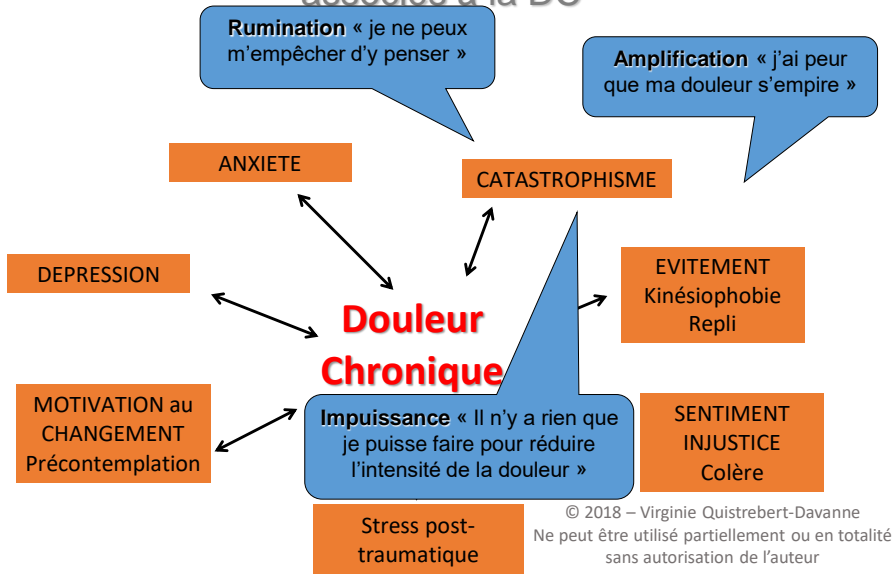 associés à la DC
Rumination « je ne peux
m'empêcher d'y penser »
Amplification « j'ai peur
que ma douleur s'empire »
ANXIETE
CATASTROPHISME
DEPRESSION
EVITEMENT
Kinésiophobie
Repli
Douleur
Chronique
MOTIVATION au
CHANGEMENT
Précontemplation
Impuissance « Il n'y a rien que
je puisse faire pour réduire
l'intensité de la douleur »
SENTIMENT
INJUSTICE
Colère
Stress post-
traumatique
© 2018 – Virginie Quistrebert-Davanne
Ne peut être utilisé partiellement ou en totalité
sans autorisation de l'auteur